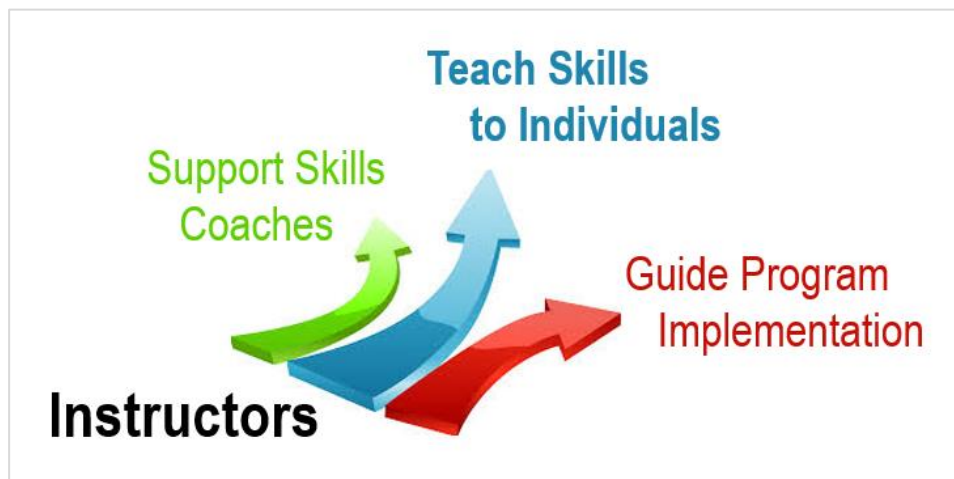 Teach Skills
to Individuals
Support Skills
Coaches
Guide Program
Implementation
Instructors